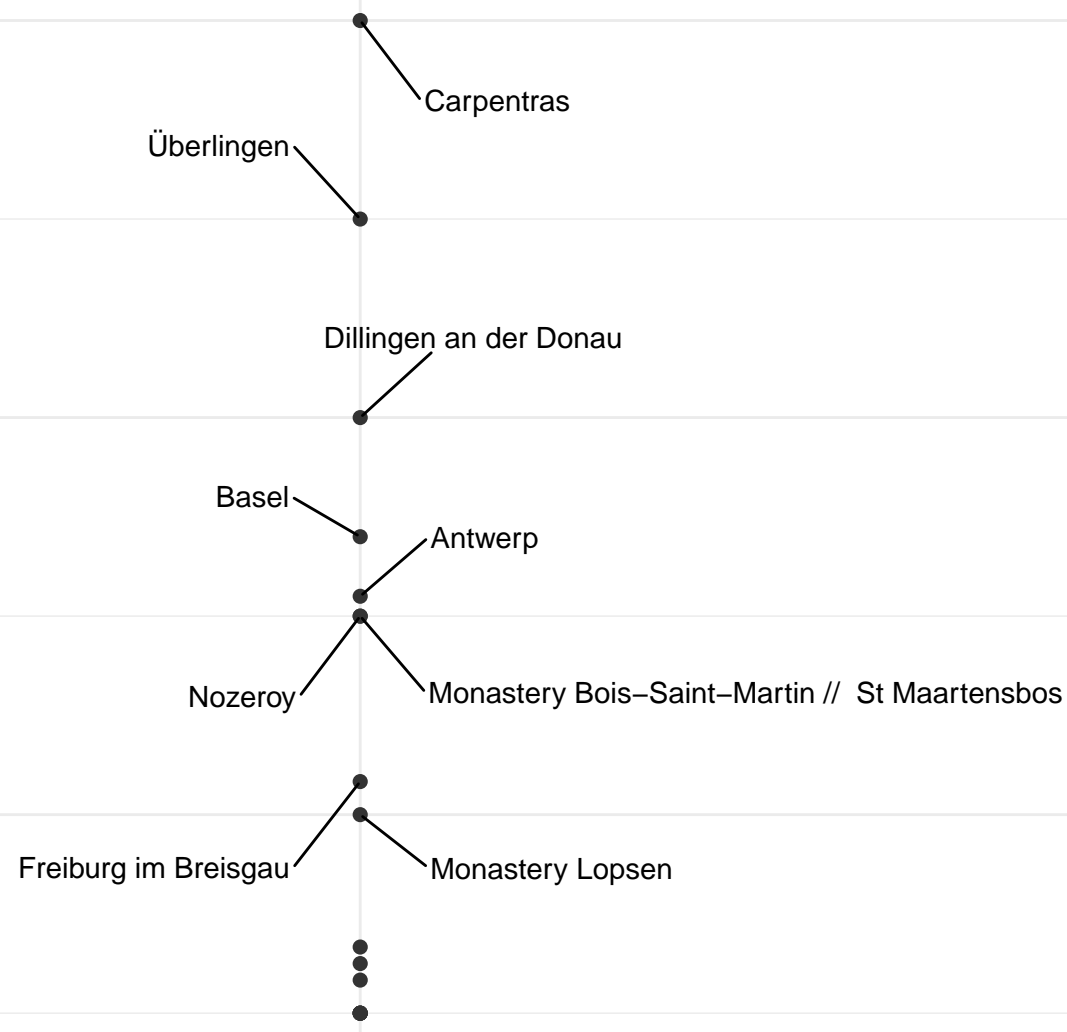 Carpentras
Überlingen
Dillingen an der Donau
Basel
Antwerp
Nozeroy
Monastery Bois−Saint−Martin //  St Maartensbos
Freiburg im Breisgau
Monastery Lopsen